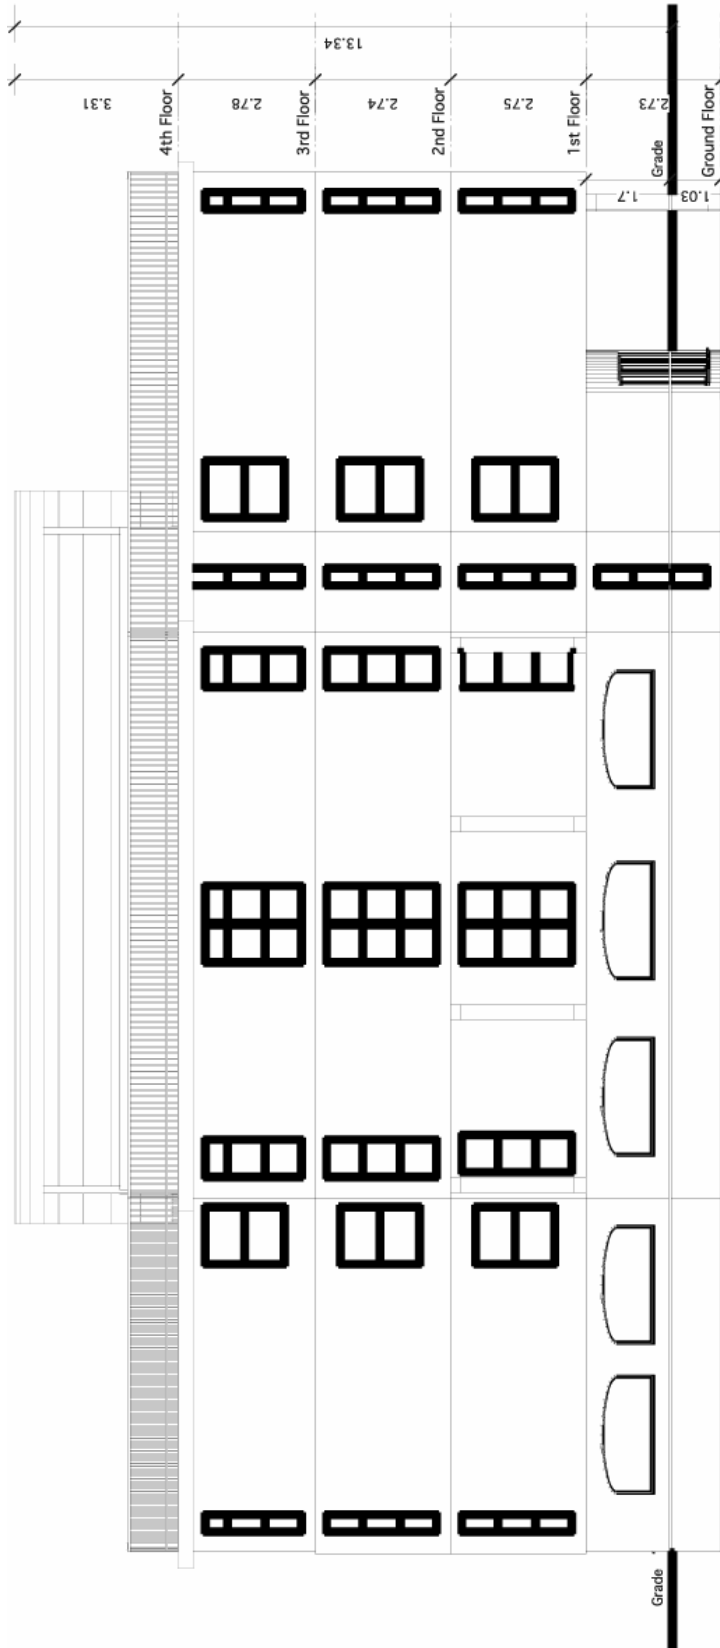 13.34
3.31
2.78
2.74
2.75
2.73
4th Floor
3rd Floor
2nd Floor
1st Floor
Grade
Ground Floor
1.7
1.03
Grade